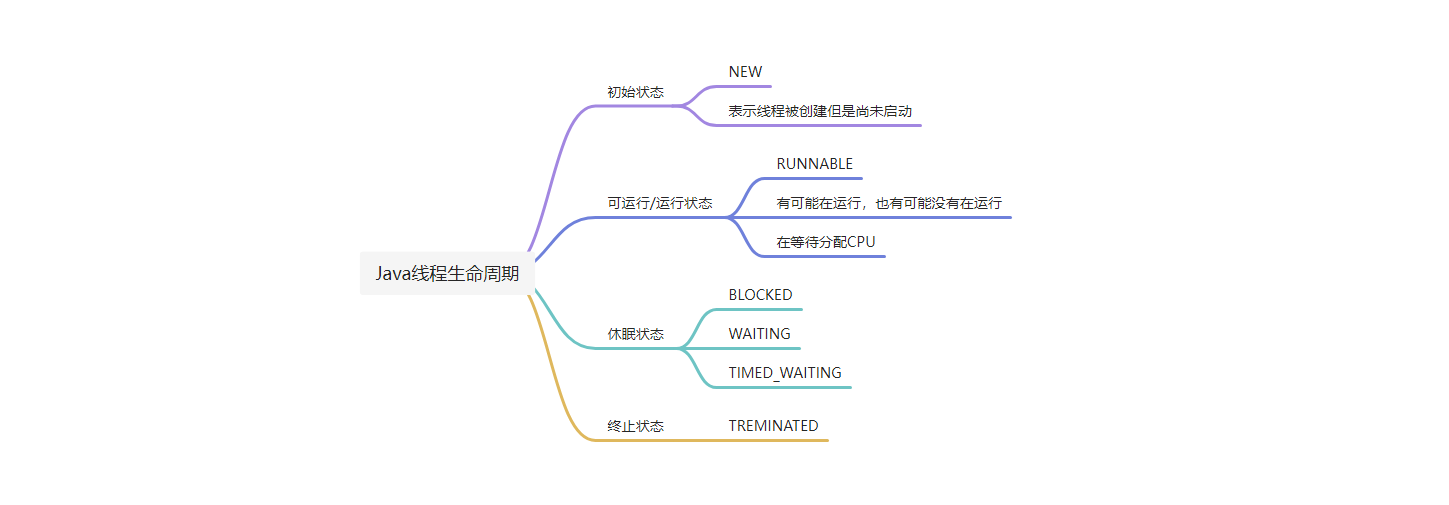 Java线程生命周期
初始状态
NEW
表示线程被创建但是尚未启动
可运行/运行状态
RUNNABLE
有可能在运行，也有可能没有在运行
在等待分配CPU
休眠状态
BLOCKED
WAITING
TIMED_WAITING
终止状态
TREMINATED